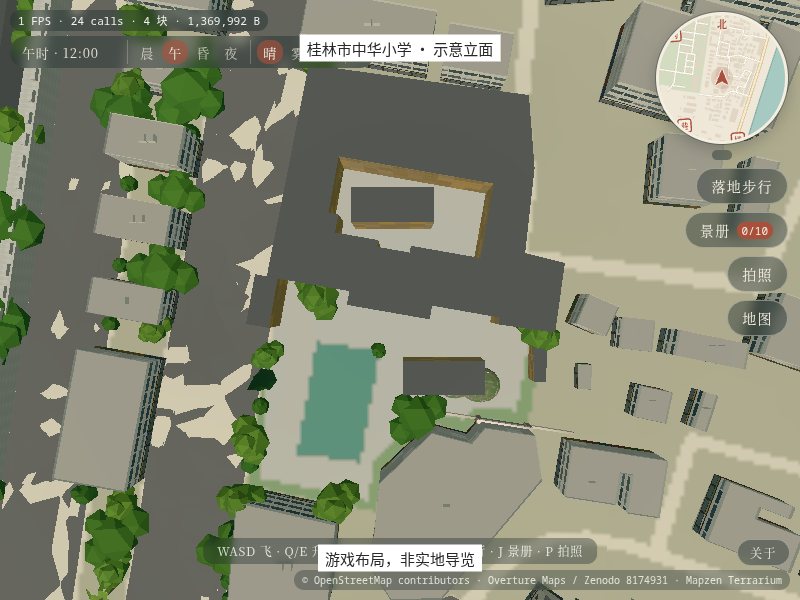 1 FPS · 24 calls · 4 块 · 1,369,992 B
午时 · 12:00 晨 午 昏 夜 晴
桂林市中华小学 · 示意立面
北
落地步行
景册 0/10
拍照
地图
WASD 飞 · Q/E
· J 景册 · P 拍照
关于
游戏布局，非实地导览
© OpenStreetMap contributors · Overture Maps / Zenodo 8174931 · Mapzen Terrarium